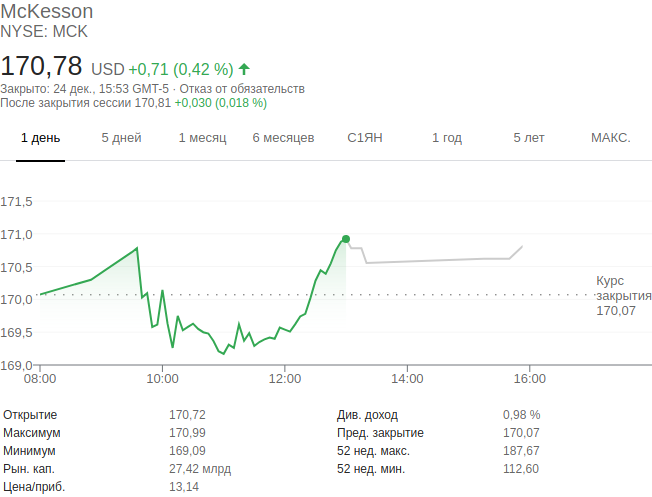 McKesson
NYSE: MCK
170,78 USD +0,71 (0,42 %)
Закрыто: 24 дек., 15:53 GMT-5 · Отказ от обязательств
После закрытия сессии 170,81 +0,030 (0,018 %)
1 день 5 дней 1 месяц 6 месяцев С1ЯН 1 год 5 лет МАКС.
171,5
171,0
170,5
170,0
169,5
169,0
Курс
закрытия
170,07
08:00 10:00 12:00 14:00 16:00
Открытие 170,72 Див. доход 0,98 %
Максимум 170,99 Пред. закрытие 170,07
Минимум 169,09 52 нед. макс. 187,67
Рын. кап. 27,42 млрд 52 нед. мин. 112,60
Цена/приб. 13,14